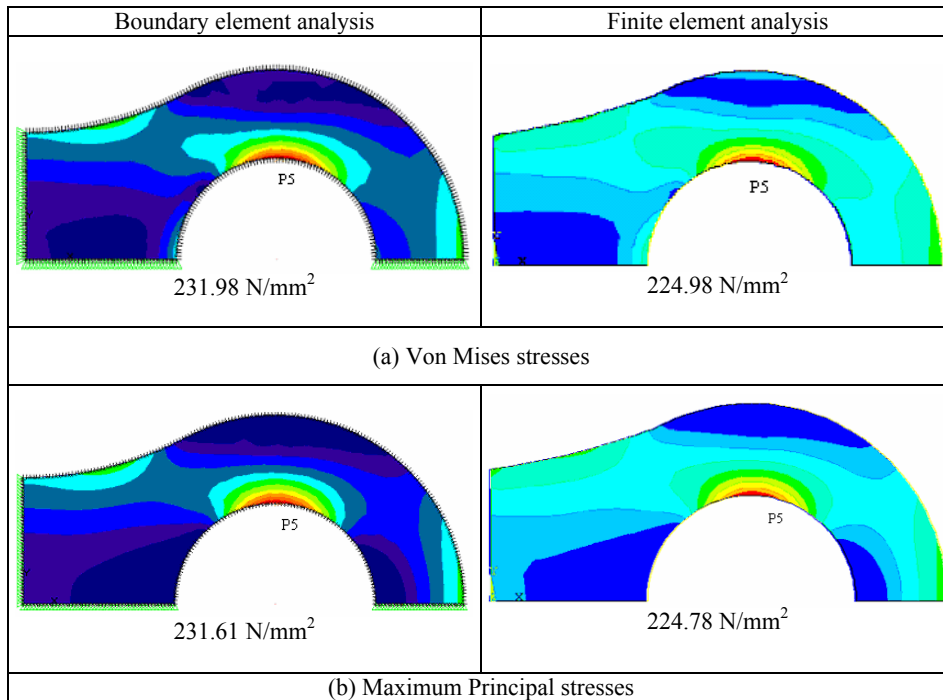 Boundary element analysis
Finite element analysis
P5
231.98 N/mm²
P5
X
224.98 N/mm²
(a) Von Mises stresses
P5
X
231.61 N/mm²
P5
X
224.78 N/mm²
(b) Maximum Principal stresses